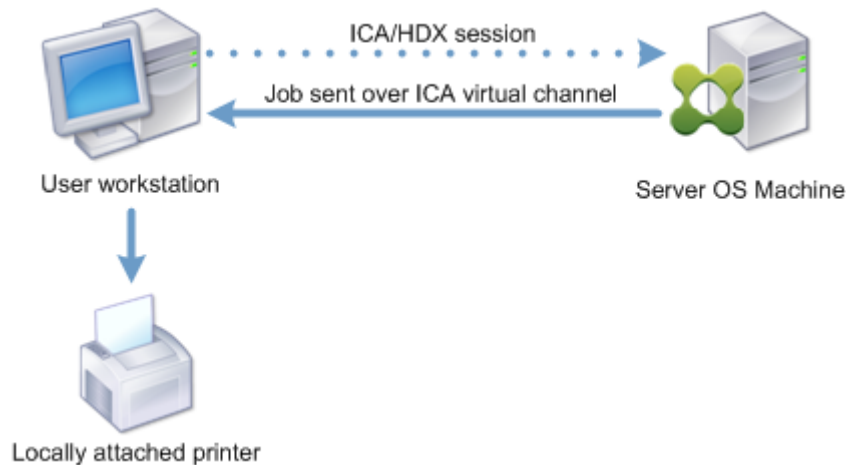 ICA/HDX session
Job sent over ICA virtual channel
User workstation
Server OS Machine
Locally attached printer